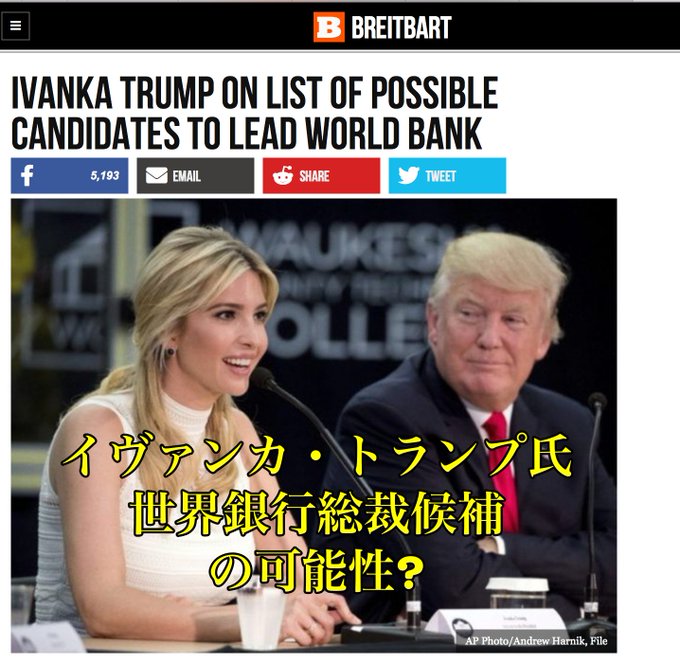 BREITBART
IVANKA TRUMP ON LIST OF POSSIBLE
CANDIDATES TO LEAD WORLD BANK
5,193
EMAIL
SHARE
TWEET
WAUKES
OLLE
イヴァンカ・トランプ氏
世界銀行総裁候補
の可能性?
AP Photo/Andrew Harnik, File